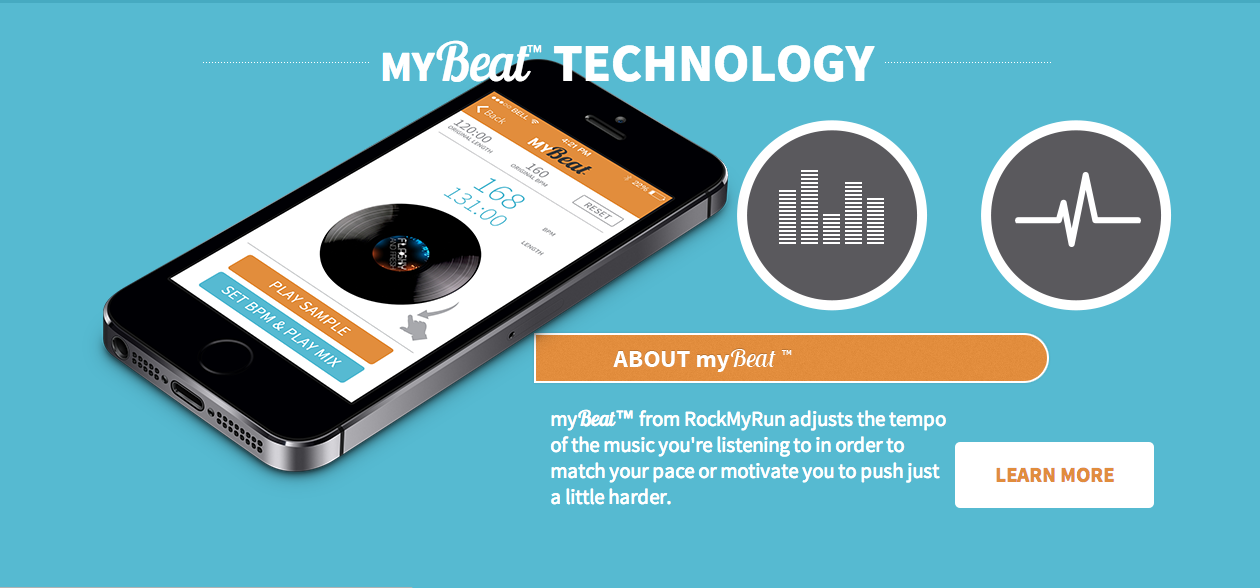 MYBeat™ TECHNOLOGY
BELL
4:21 PM
22%
Back
MYBeat
120:00
ORIGINAL LENGTH
160
ORIGINAL BPM
168
BPM
131:00
LENGTH
RESET
PLAY SAMPLE
SET BPM & PLAY MIX
ABOUT myBeat ™
myBeat™ from RockMyRun adjusts the tempo
of the music you're listening to in order to
match your pace or motivate you to push just
a little harder.
LEARN MORE